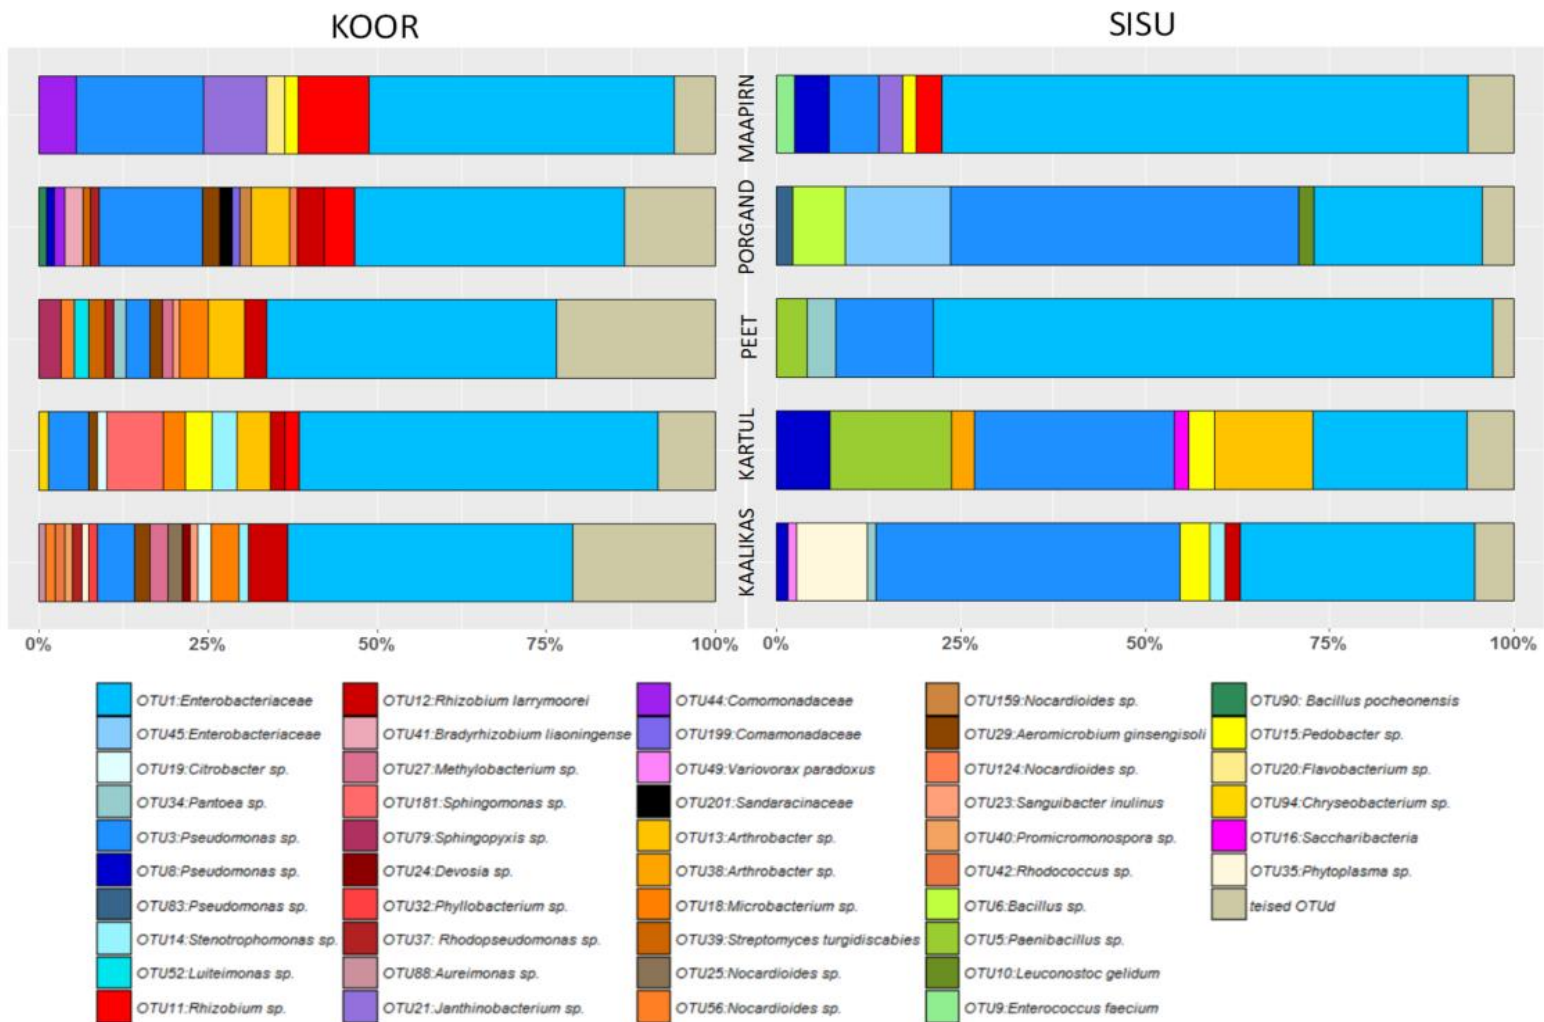 KOOR
SISU
MAAPIRN
PORGAND
PEET
KARTUL
KAALIKAS
0% 25% 50% 75% 100%
0% 25% 50% 75% 100%
OTU1:Enterobacteriaceae
OTU45:Enterobacteriaceae
OTU19:Citrobacter sp.
OTU34:Pantoea sp.
OTU3:Pseudomonas sp.
OTU8:Pseudomonas sp.
OTU83:Pseudomonas sp.
OTU14:Stenotrophomonas sp.
OTU52:Luiteimonas sp.
OTU11:Rhizobium sp.
OTU12:Rhizobium larrymoorei
OTU41:Bradyrhizobium liaoningense
OTU27:Methylobacterium sp.
OTU181:Sphingomonas sp.
OTU79:Sphingopyxis sp.
OTU24:Devosia sp.
OTU32:Phyllobacterium sp.
OTU37: Rhodopseudomonas sp.
OTU88:Aureimonas sp.
OTU21:Janthinobacterium sp.
OTU44:Comomonadaceae
OTU199:Comamonadaceae
OTU49:Variovorax paradoxus
OTU201:Sandaracinaceae
OTU13:Arthrobacter sp.
OTU38:Arthrobacter sp.
OTU18:Microbacterium sp.
OTU39:Streptomyces turgidiscabies
OTU25:Nocardioides sp.
OTU56:Nocardioides sp.
OTU159:Nocardioides sp.
OTU29:Aeromicrobium ginsengisoli
OTU124:Nocardioides sp.
OTU23:Sanguibacter inulinus
OTU40:Promicromonospora sp.
OTU42:Rhodococcus sp.
OTU6:Bacillus sp.
OTU5:Paenibacillus sp.
OTU10:Leuconostoc gelidum
OTU9:Enterococcus faecium
OTU90: Bacillus pocheonensis
OTU15:Pedobacter sp.
OTU20:Flavobacterium sp.
OTU94:Chryseobacterium sp.
OTU16:Saccharibacteria
OTU35:Phytoplasma sp.
teised OTUd